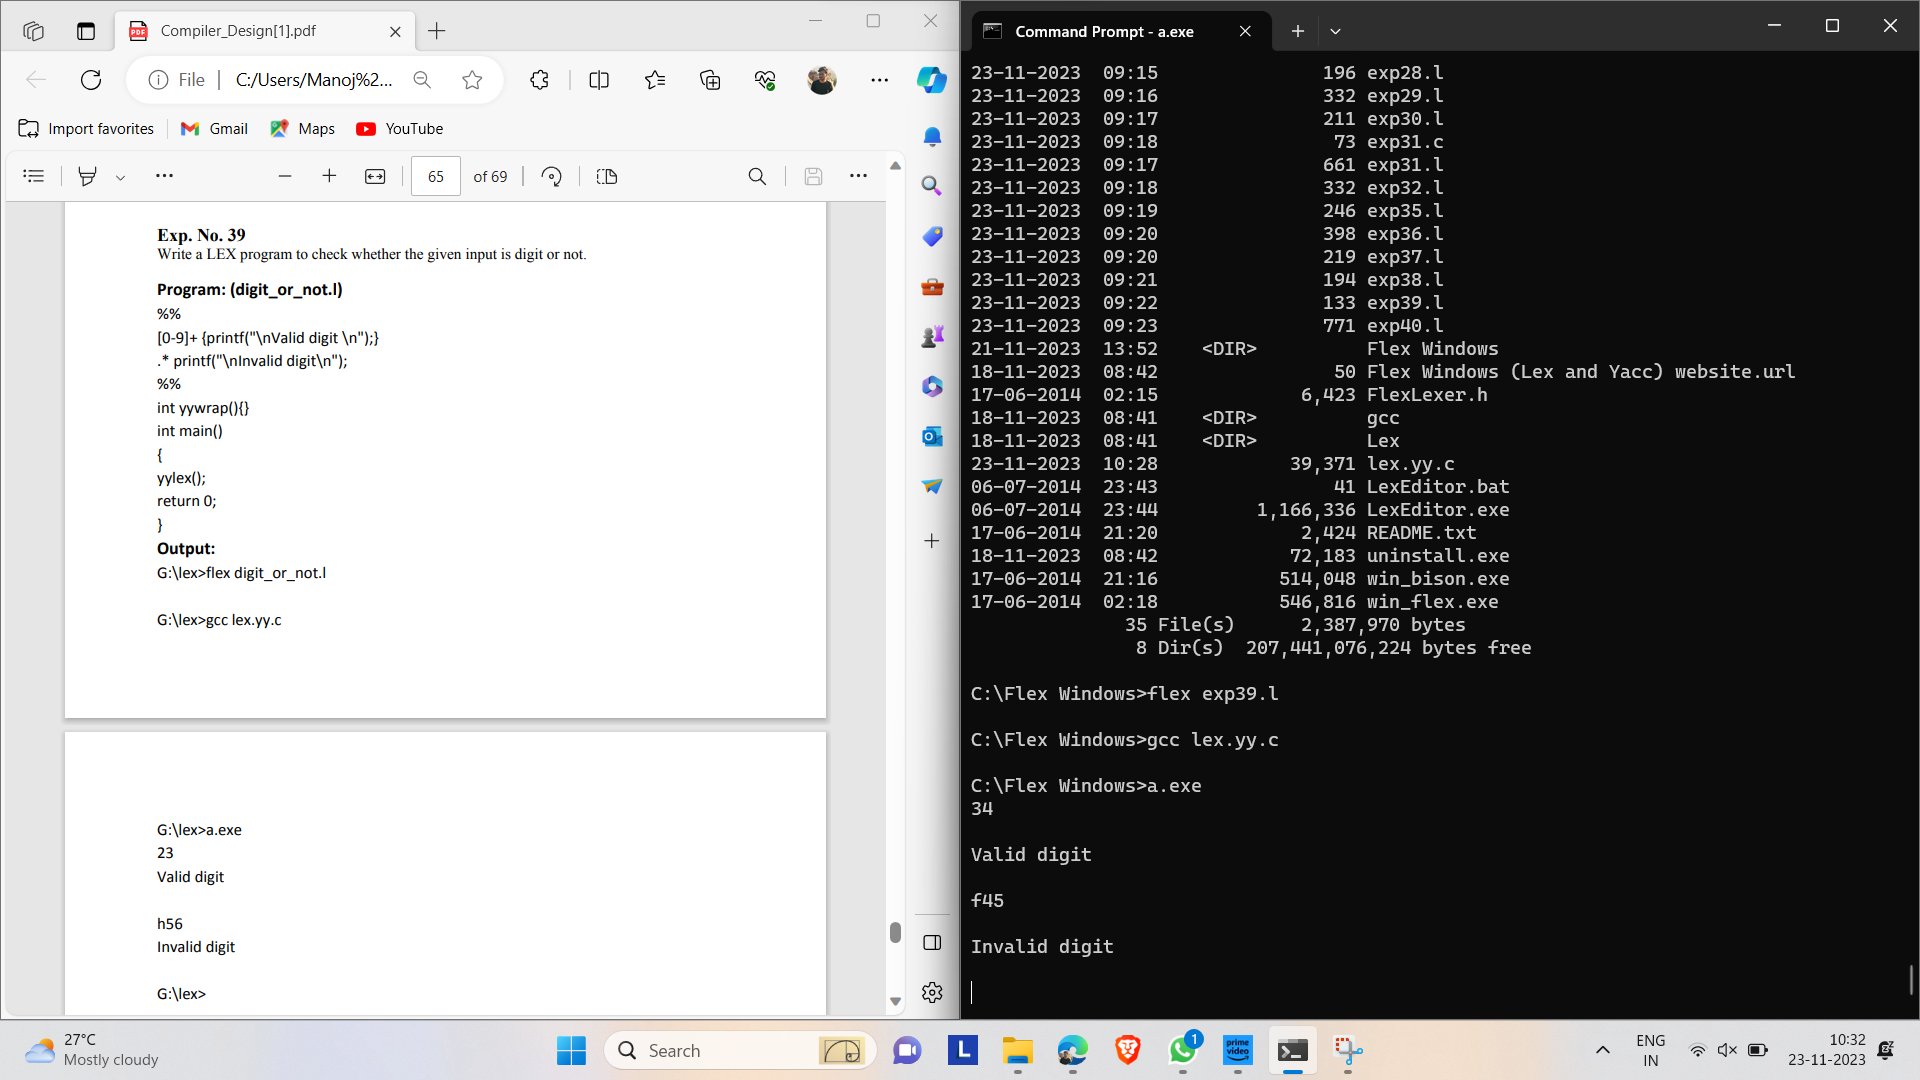 Compiler_Design[1].pdf
File
C:/Users/Manoj%2...
Import favorites
Gmail
Maps
YouTube
65
of 69
Exp. No. 39
Write a LEX program to check whether the given input is digit or not.
Program: (digit_or_not.l)
%%
[0-9]+ {printf("\nValid digit \n");}
.* printf("\nInvalid digit\n");
%%
int yywrap(){}
int main()
{
yylex();
return 0;
}
Output:
G:\lex>flex digit_or_not.l
G:\lex>gcc lex.yy.c
G:\lex>a.exe
23
Valid digit
h56
Invalid digit
G:\lex>
Command Prompt - a.exe
23-11-2023  09:15               196 exp28.l
23-11-2023  09:16               332 exp29.l
23-11-2023  09:17               211 exp30.l
23-11-2023  09:18                73 exp31.c
23-11-2023  09:17               661 exp31.l
23-11-2023  09:18               332 exp32.l
23-11-2023  09:19               246 exp35.l
23-11-2023  09:20               398 exp36.l
23-11-2023  09:20               219 exp37.l
23-11-2023  09:21               194 exp38.l
23-11-2023  09:22               133 exp39.l
23-11-2023  09:23               771 exp40.l
21-11-2023  13:52    <DIR>          Flex Windows
18-11-2023  08:42                50 Flex Windows (Lex and Yacc) website.url
17-06-2014  02:15             6,423 FlexLexer.h
18-11-2023  08:41    <DIR>          gcc
18-11-2023  08:41    <DIR>          Lex
23-11-2023  10:28            39,371 lex.yy.c
06-07-2014  23:43                41 LexEditor.bat
06-07-2014  23:44         1,166,336 LexEditor.exe
17-06-2014  21:20             2,424 README.txt
18-11-2023  08:42            72,183 uninstall.exe
17-06-2014  21:16           514,048 win_bison.exe
17-06-2014  02:18           546,816 win_flex.exe
35 File(s)      2,387,970 bytes
8 Dir(s)  207,441,076,224 bytes free
C:\Flex Windows>flex exp39.l
C:\Flex Windows>gcc lex.yy.c
C:\Flex Windows>a.exe
34
Valid digit
f45
Invalid digit
27°C
Mostly cloudy
Search
L
1
prime
video
ENG
IN
10:32
23-11-2023